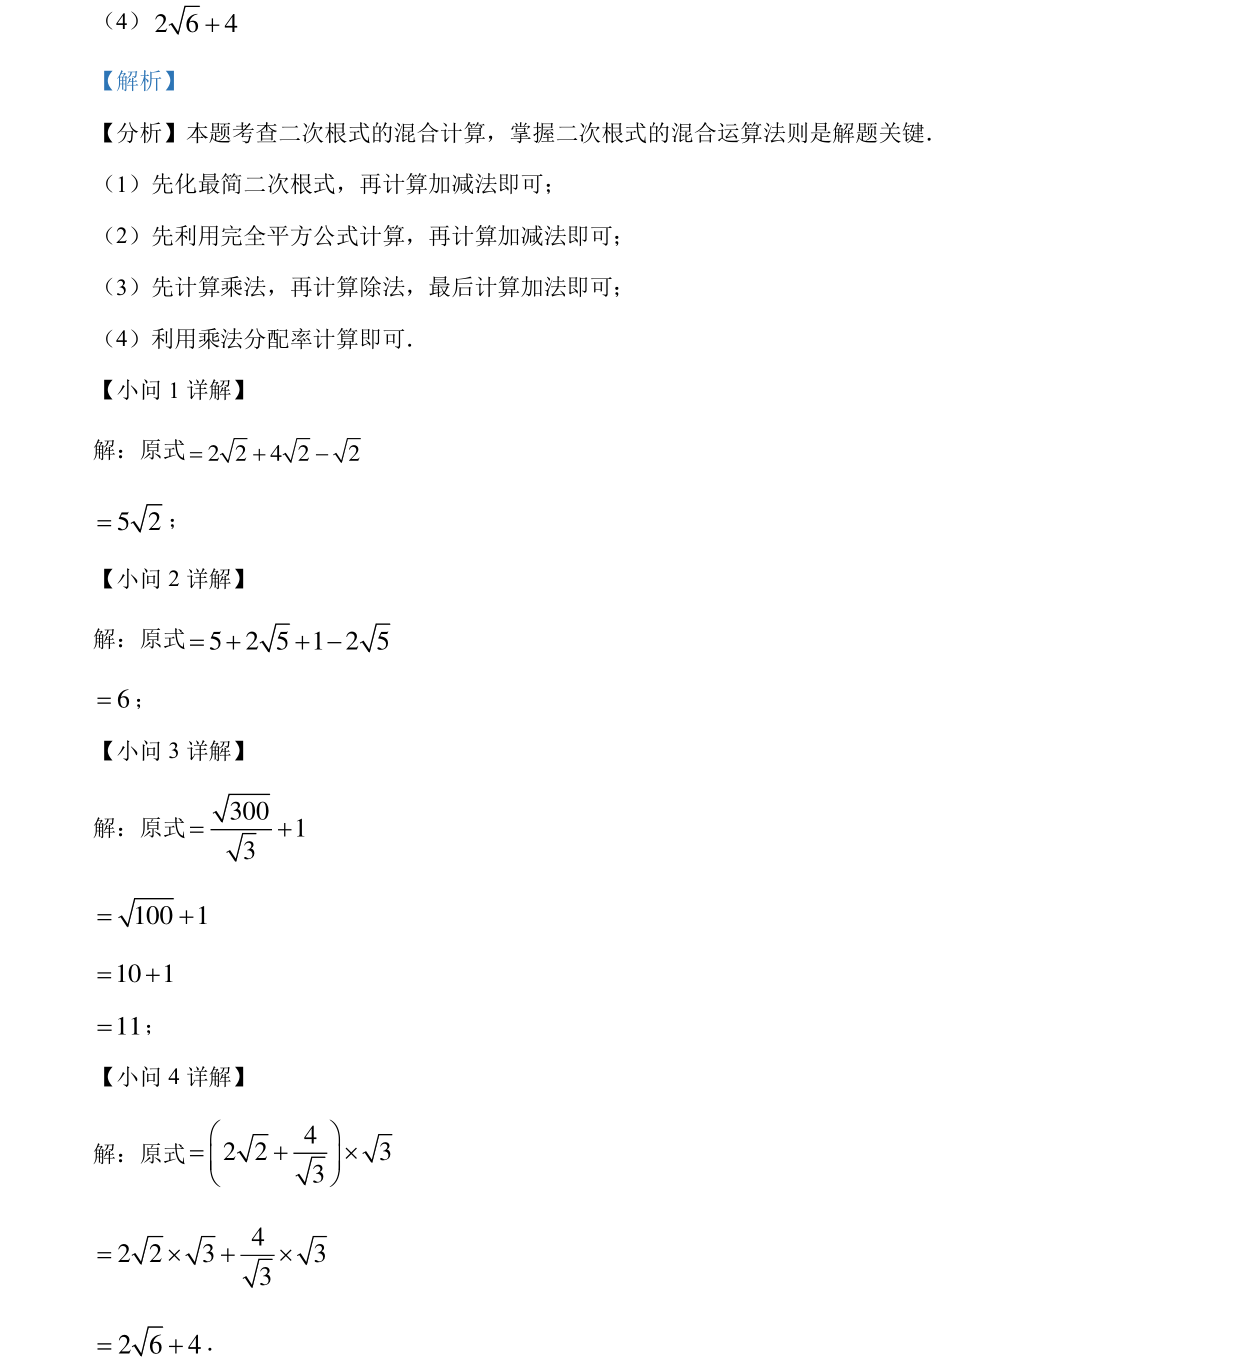 （4）2√6+4
【解析】
【分析】本题考查二次根式的混合计算，掌握二次根式的混合运算法则是解题关键．
（1）先化最简二次根式，再计算加减法即可；
（2）先利用完全平方公式计算，再计算加减法即可；
（3）先计算乘法，再计算除法，最后计算加法即可；
（4）利用乘法分配率计算即可．
【小问 1 详解】
解：原式=2√2+4√2−√2
=5√2；
【小问 2 详解】
解：原式=5+2√5+1−2√5
=6；
【小问 3 详解】
解：原式=√300/√3+1
=√100+1
=10+1
=11；
【小问 4 详解】
解：原式=(2√2+4/√3)×√3
=2√2×√3+4/√3×√3
=2√6+4．